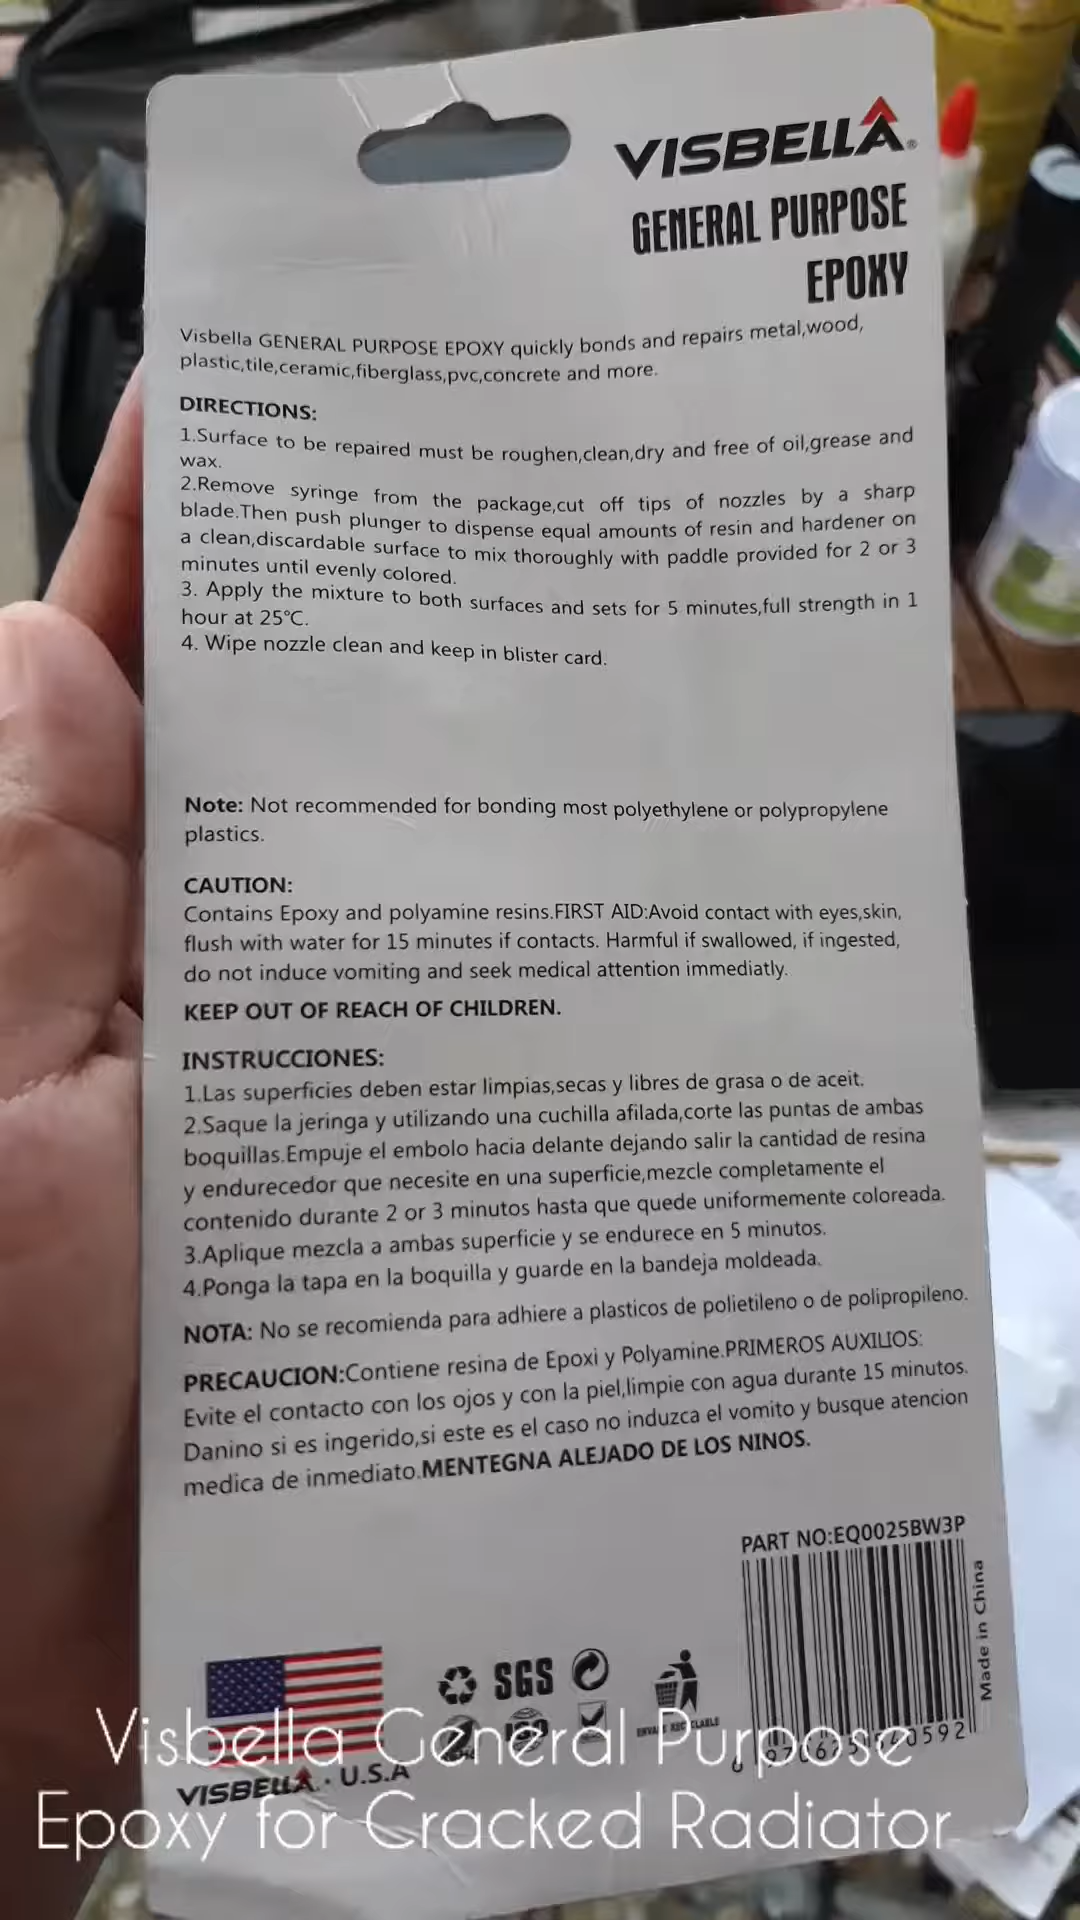 VISBELLA®
GENERAL PURPOSE
EPOXY
Visbella GENERAL PURPOSE EPOXY quickly bonds and repairs metal,wood,
plastic,tile,ceramic,fiberglass,pvc,concrete and more.
DIRECTIONS:
1.Surface to be repaired must be roughen,clean,dry and free of oil,grease and
wax.
2.Remove syringe from the package,cut off tips of nozzles by a sharp
blade.Then push plunger to dispense equal amounts of resin and hardener on
a clean,discardable surface to mix thoroughly with paddle provided for 2 or 3
minutes until evenly colored.
3. Apply the mixture to both surfaces and sets for 5 minutes,full strength in 1
hour at 25℃.
4. Wipe nozzle clean and keep in blister card.
Note: Not recommended for bonding most polyethylene or polypropylene
plastics.
CAUTION:
Contains Epoxy and polyamine resins.FIRST AID:Avoid contact with eyes,skin,
flush with water for 15 minutes if contacts. Harmful if swallowed, if ingested,
do not induce vomiting and seek medical attention immediatly.
KEEP OUT OF REACH OF CHILDREN.
INSTRUCCIONES:
1.Las superficies deben estar limpias,secas y libres de grasa o de aceit.
2.Saque la jeringa y utilizando una cuchilla afilada,corte las puntas de ambas
boquillas.Empuje el embolo hacia delante dejando salir la cantidad de resina
y endurecedor que necesite en una superficie,mezcle completamente el
contenido durante 2 or 3 minutos hasta que quede uniformemente coloreada.
3.Aplique mezcla a ambas superficie y se endurece en 5 minutos.
4.Ponga la tapa en la boquilla y guarde en la bandeja moldeada.
NOTA: No se recomienda para adhiere a plasticos de polietileno o de polipropileno.
PRECAUCION:Contiene resina de Epoxi y Polyamine.PRIMEROS AUXILIOS:
Evite el contacto con los ojos y con la piel,limpie con agua durante 15 minutos.
Danino si es ingerido,si este es el caso no induzca el vomito y busque atencion
medica de inmediato.MENTEGNA ALEJADO DE LOS NINOS.
PART NO:EQ0025BW3P
Made in China
SGS
ISO
VISBELLA · U.S.A
Visbella General Purpose
Epoxy for Cracked Radiator